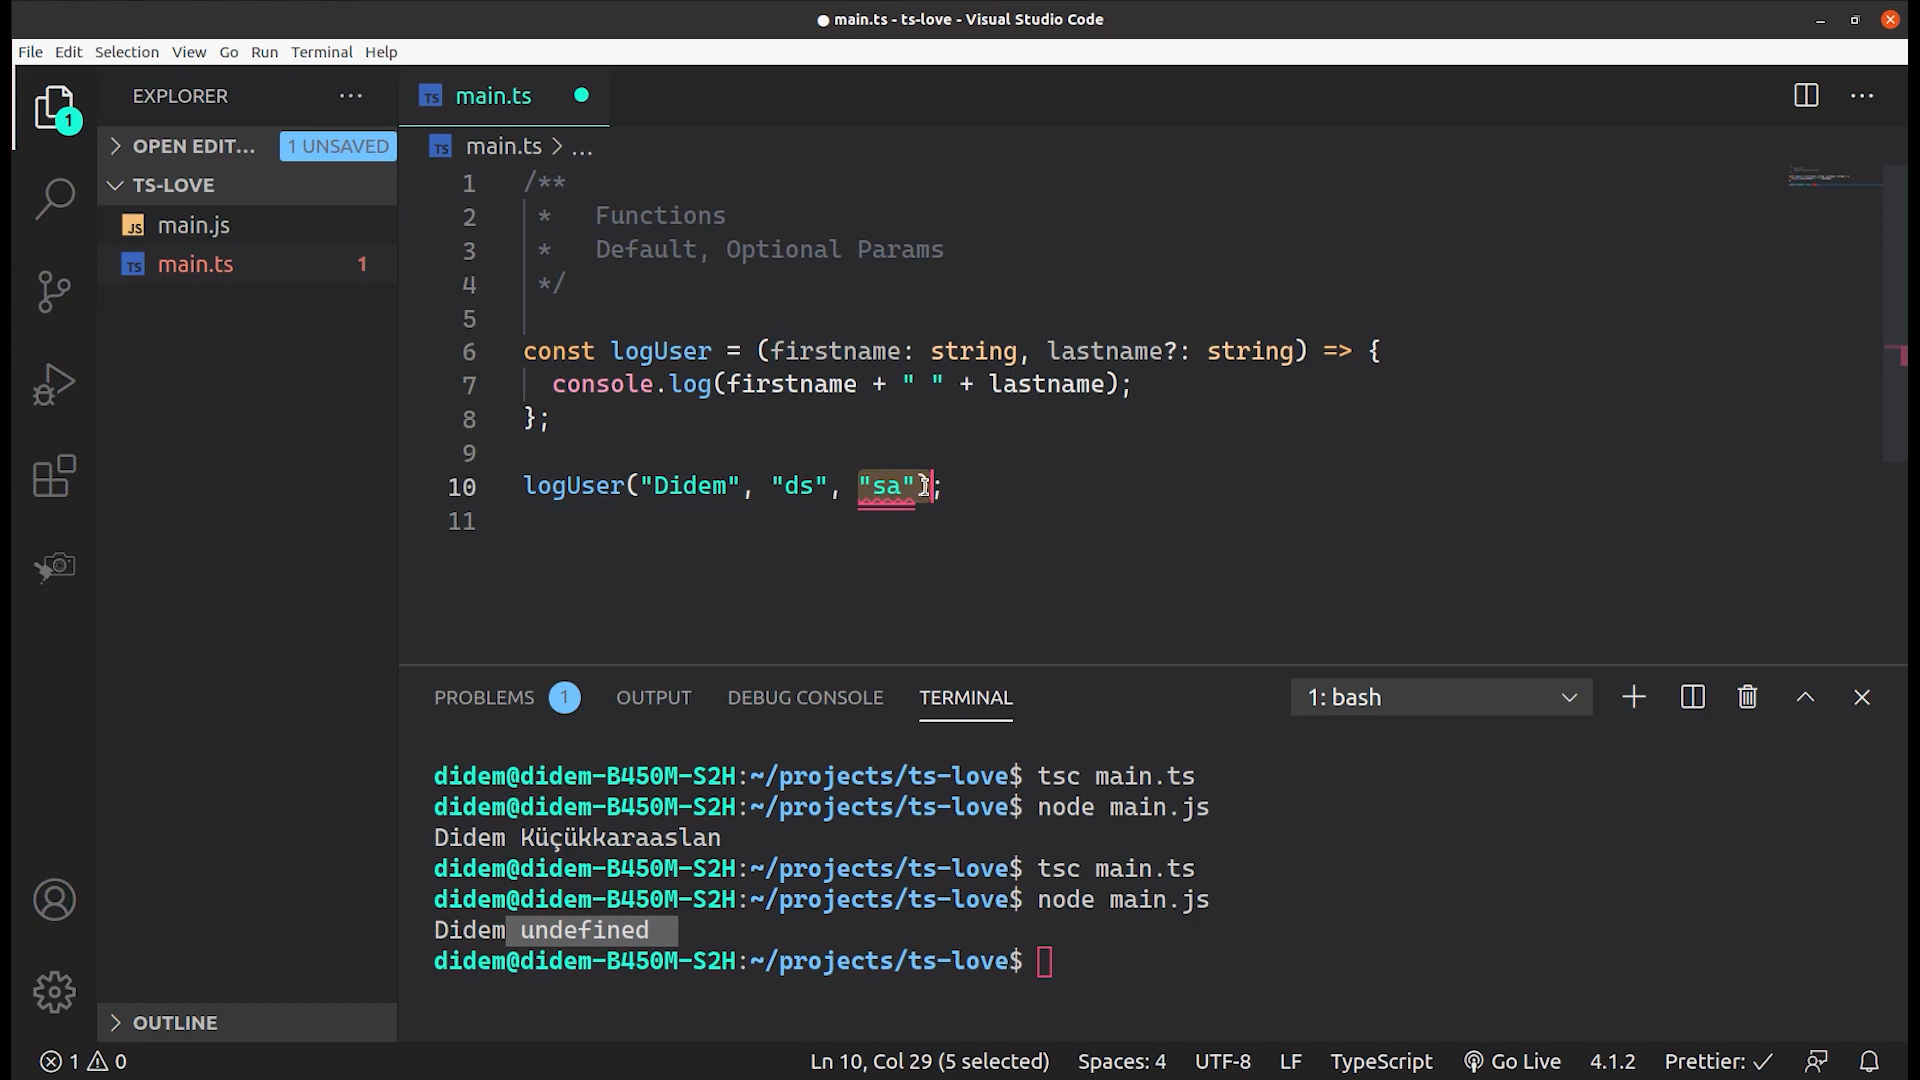 main.ts - ts-love - Visual Studio Code
File Edit Selection View Go Run Terminal Help
1
EXPLORER
OPEN EDIT... 1 UNSAVED
TS-LOVE
JS main.js
TS main.ts 1
OUTLINE
TS main.ts
TS main.ts > ...
1 /**
2 * Functions
3 * Default, Optional Params
4 */
5
6 const logUser = (firstname: string, lastname?: string) => {
7 console.log(firstname + " " + lastname);
8 };
9
10 logUser("Didem", "ds", "sa");
11
PROBLEMS 1 OUTPUT DEBUG CONSOLE TERMINAL 1: bash
didem@didem-B450M-S2H:~/projects/ts-love$ tsc main.ts
didem@didem-B450M-S2H:~/projects/ts-love$ node main.js
Didem Küçükkaraaslan
didem@didem-B450M-S2H:~/projects/ts-love$ tsc main.ts
didem@didem-B450M-S2H:~/projects/ts-love$ node main.js
Didem undefined
didem@didem-B450M-S2H:~/projects/ts-love$
1 0 Ln 10, Col 29 (5 selected) Spaces: 4 UTF-8 LF TypeScript Go Live 4.1.2 Prettier: ✓